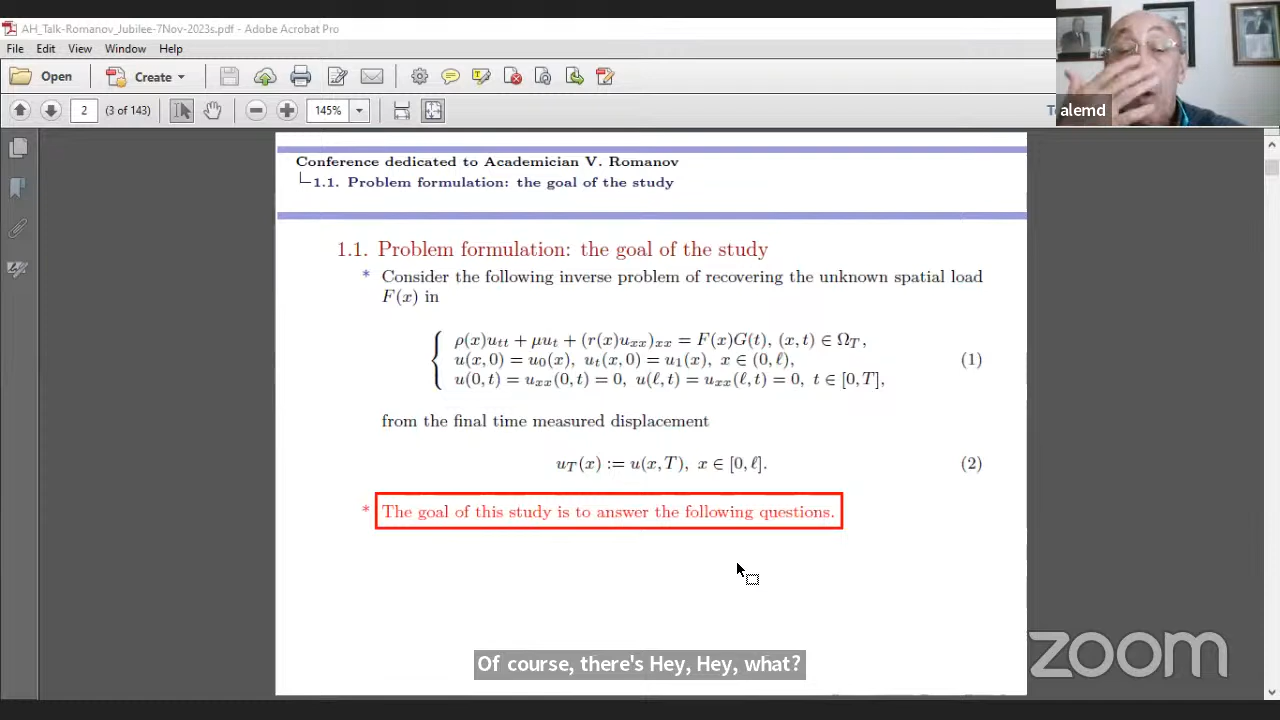 AH_Talk-Romanov_Jubilee-7Nov-2023s.pdf - Adobe Acrobat Pro
File Edit View Window Help
Open Create
2 (3 of 143) 145%
alemd
Conference dedicated to Academician V. Romanov
1.1. Problem formulation: the goal of the study
1.1. Problem formulation: the goal of the study
* Consider the following inverse problem of recovering the unknown spatial load
F(x) in
ρ(x)u_tt + μu_t + (r(x)u_xx)_xx = F(x)G(t), (x, t) ∈ Ω_T,
u(x, 0) = u_0(x), u_t(x, 0) = u_1(x), x ∈ (0, ℓ), (1)
u(0, t) = u_xx(0, t) = 0, u(ℓ, t) = u_xx(ℓ, t) = 0, t ∈ [0, T],
from the final time measured displacement
u_T(x) := u(x, T), x ∈ [0, ℓ]. (2)
* The goal of this study is to answer the following questions.
Of course, there's Hey, Hey, what?
zoom